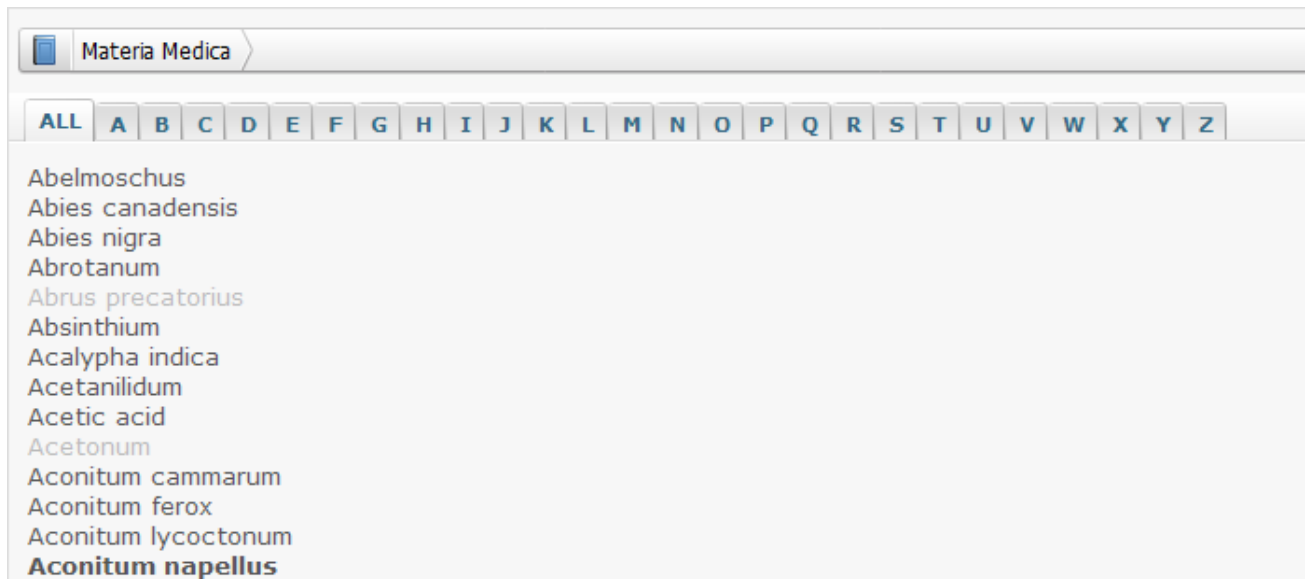 Materia Medica
ALL A B C D E F G H I J K L M N O P Q R S T U V W X Y Z
Abelmoschus
Abies canadensis
Abies nigra
Abrotanum
Abrus precatorius
Absinthium
Acalypha indica
Acetanilidum
Acetic acid
Acetonum
Aconitum cammarum
Aconitum ferox
Aconitum lycoctonum
Aconitum napellus